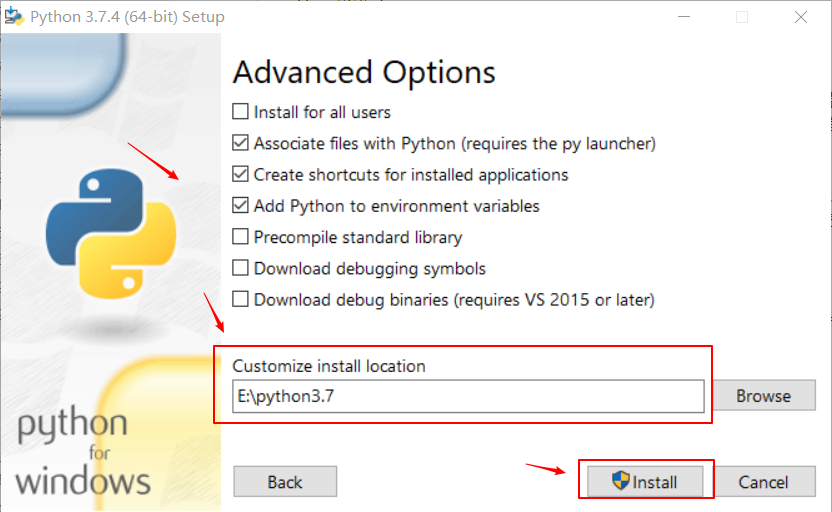 Python 3.7.4 (64-bit) Setup
Advanced Options
Install for all users
Associate files with Python (requires the py launcher)
Create shortcuts for installed applications
Add Python to environment variables
Precompile standard library
Download debugging symbols
Download debug binaries (requires VS 2015 or later)
Customize install location
E:\python3.7
Browse
python
for
windows
Back
Install
Cancel